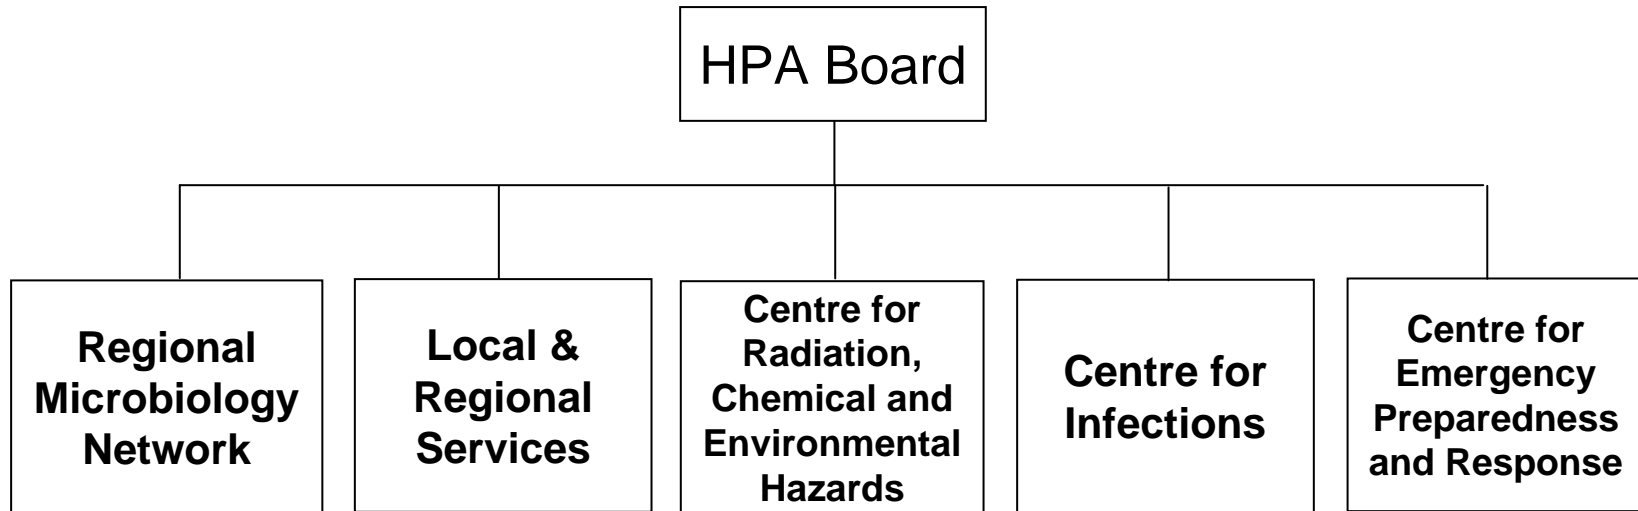 HPA Board
Regional
Microbiology
Network
Local &
Regional
Services
Centre for
Radiation,
Chemical and
Environmental
Hazards
Centre for
Infections
Centre for
Emergency
Preparedness
and Response